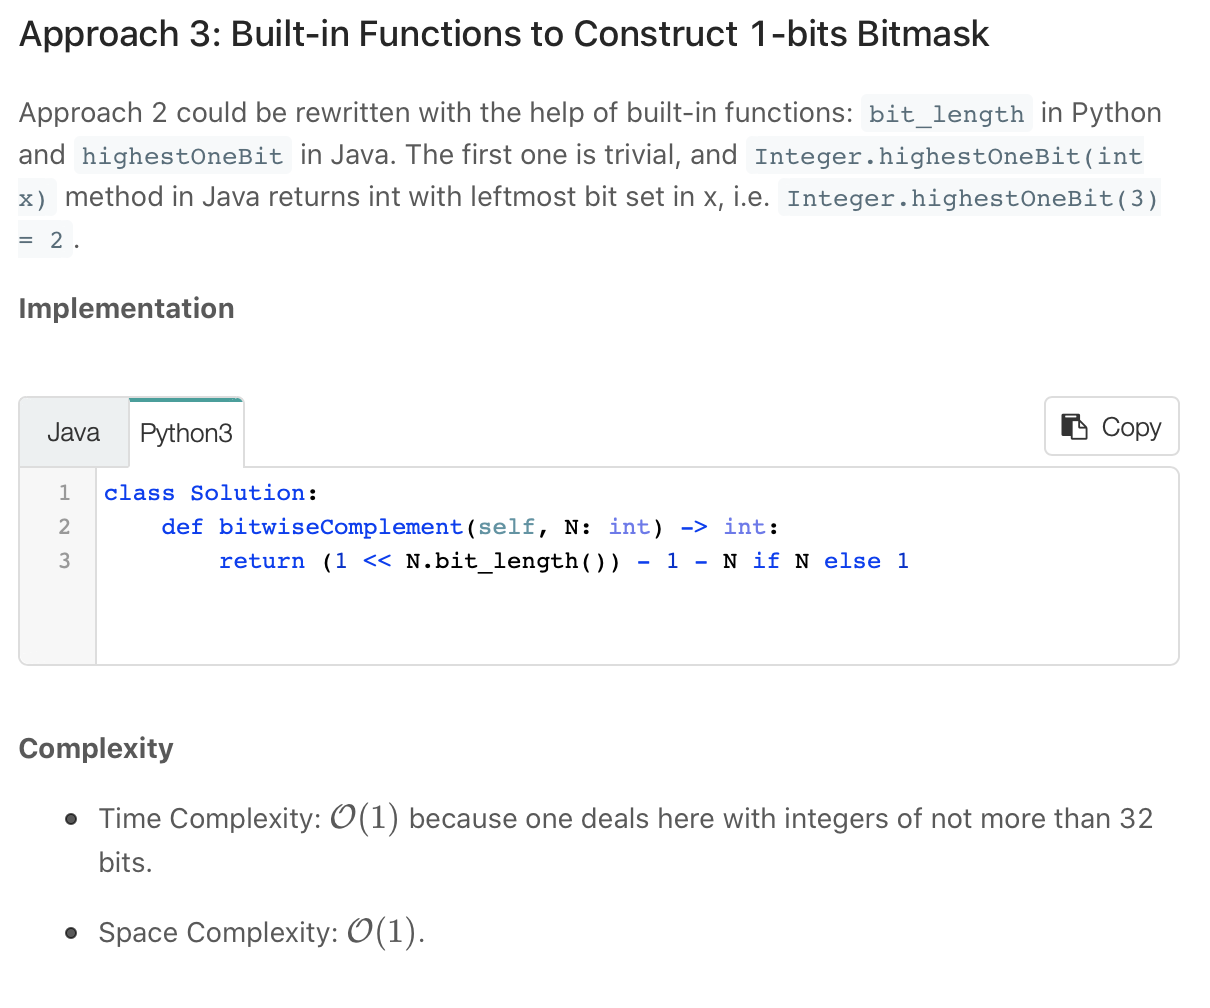 Approach 3: Built-in Functions to Construct 1-bits Bitmask
Approach 2 could be rewritten with the help of built-in functions: bit_length in Python
and highestOneBit in Java. The first one is trivial, and Integer.highestOneBit(int
x) method in Java returns int with leftmost bit set in x, i.e. Integer.highestOneBit(3)
= 2 .
Implementation
Java Python3 Copy
1 class Solution:
2     def bitwiseComplement(self, N: int) -> int:
3         return (1 << N.bit_length()) - 1 - N if N else 1
Complexity
• Time Complexity: O(1) because one deals here with integers of not more than 32
bits.
• Space Complexity: O(1).